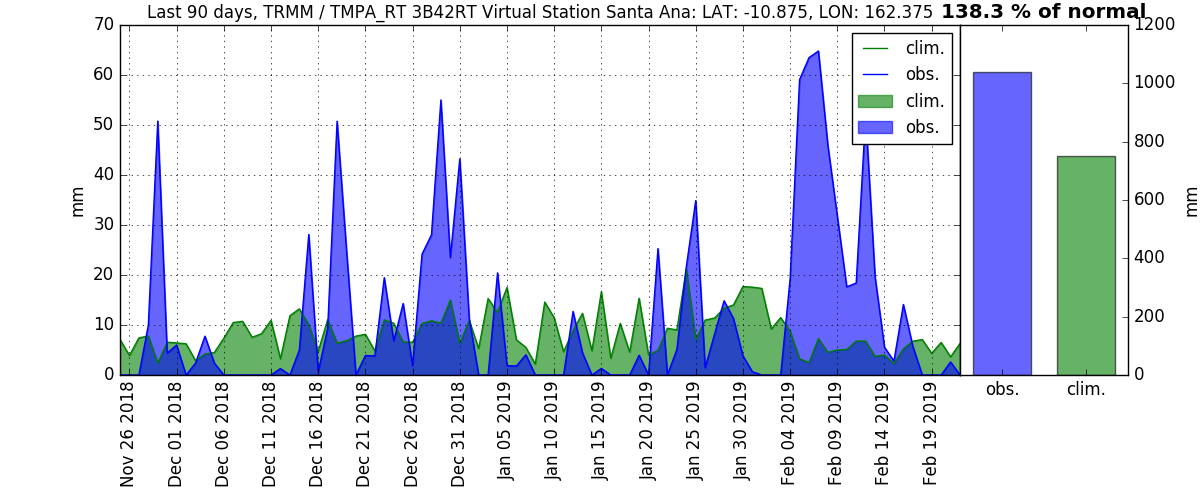 Last 90 days, TRMM / TMPA_RT 3B42RT Virtual Station Santa Ana: LAT: -10.875, LON: 162.375 138.3 % of normal
70
60
50
40
30
20
10
0
mm
clim.
obs.
clim.
obs.
1200
1000
800
600
400
200
0
mm
obs. clim.
Nov 26 2018
Dec 01 2018
Dec 06 2018
Dec 11 2018
Dec 16 2018
Dec 21 2018
Dec 26 2018
Dec 31 2018
Jan 05 2019
Jan 10 2019
Jan 15 2019
Jan 20 2019
Jan 25 2019
Jan 30 2019
Feb 04 2019
Feb 09 2019
Feb 14 2019
Feb 19 2019